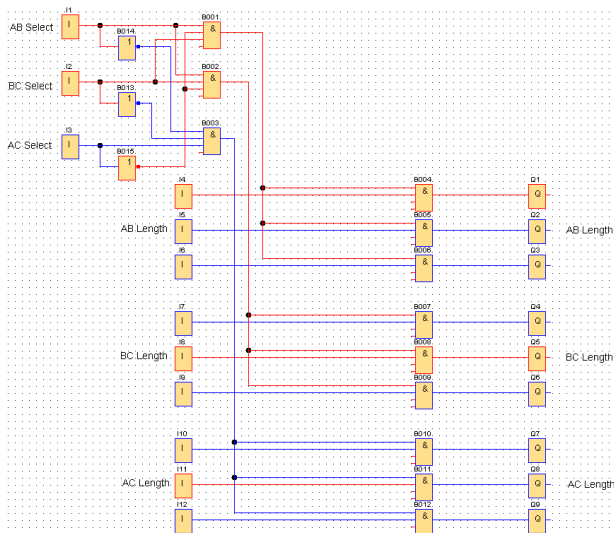 I1
B001.
AB Select
I
&
B014.
1
I2
B002.
BC Select
I
&
B013.
1
I3
B003.
AC Select
I
&
B015.
1
I4
B004.
Q1
I
&
Q
I5
B005.
Q2
AB Length
I
&
Q
AB Length
I6
B006.
Q3
I
&
Q
I7
B007
Q4
I
&
Q
I8
B008.
Q5
BC Length
I
&
Q
BC Length
I9
B009.
Q6
I
&
Q
I10
B010.
Q7
I
&
Q
I11
B011
Q8
AC Length
I
&
Q
AC Length
I12
B012.
Q9
I
&
Q